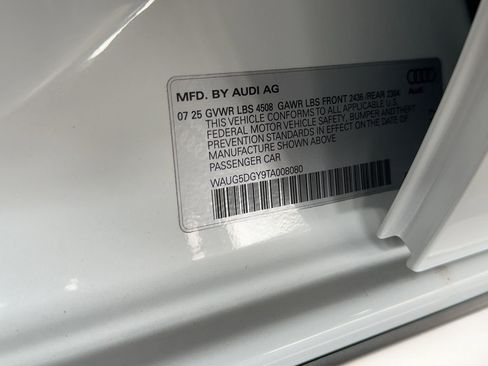 MFD. BY AUDI AG
07 25 GVWR LBS 4508 GAWR LBS FRONT 2436 /REAR 2304
THIS VEHICLE CONFORMS TO ALL APPLICABLE U.S.
FEDERAL MOTOR VEHICLE SAFETY, BUMPER AND THEFT
PREVENTION STANDARDS IN EFFECT ON THE DATE OF
MANUFACTURE SHOWN ABOVE
PASSENGER CAR
WAUG5DGY9TA008080
Audi